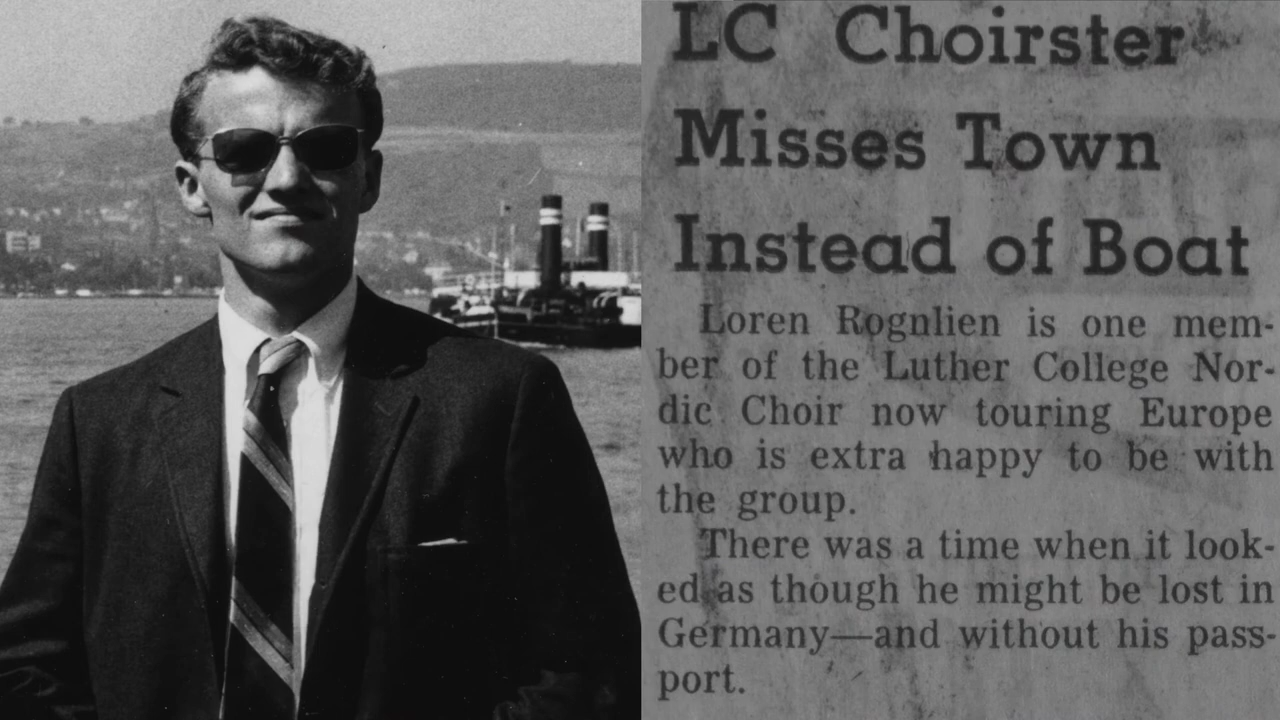 LC Choirster
Misses Town
Instead of Boat
Loren Rognlien is one mem-
ber of the Luther College Nor-
dic Choir now touring Europe
who is extra happy to be with
the group.
There was a time when it look-
ed as though he might be lost in
Germany—and without his pass-
port.